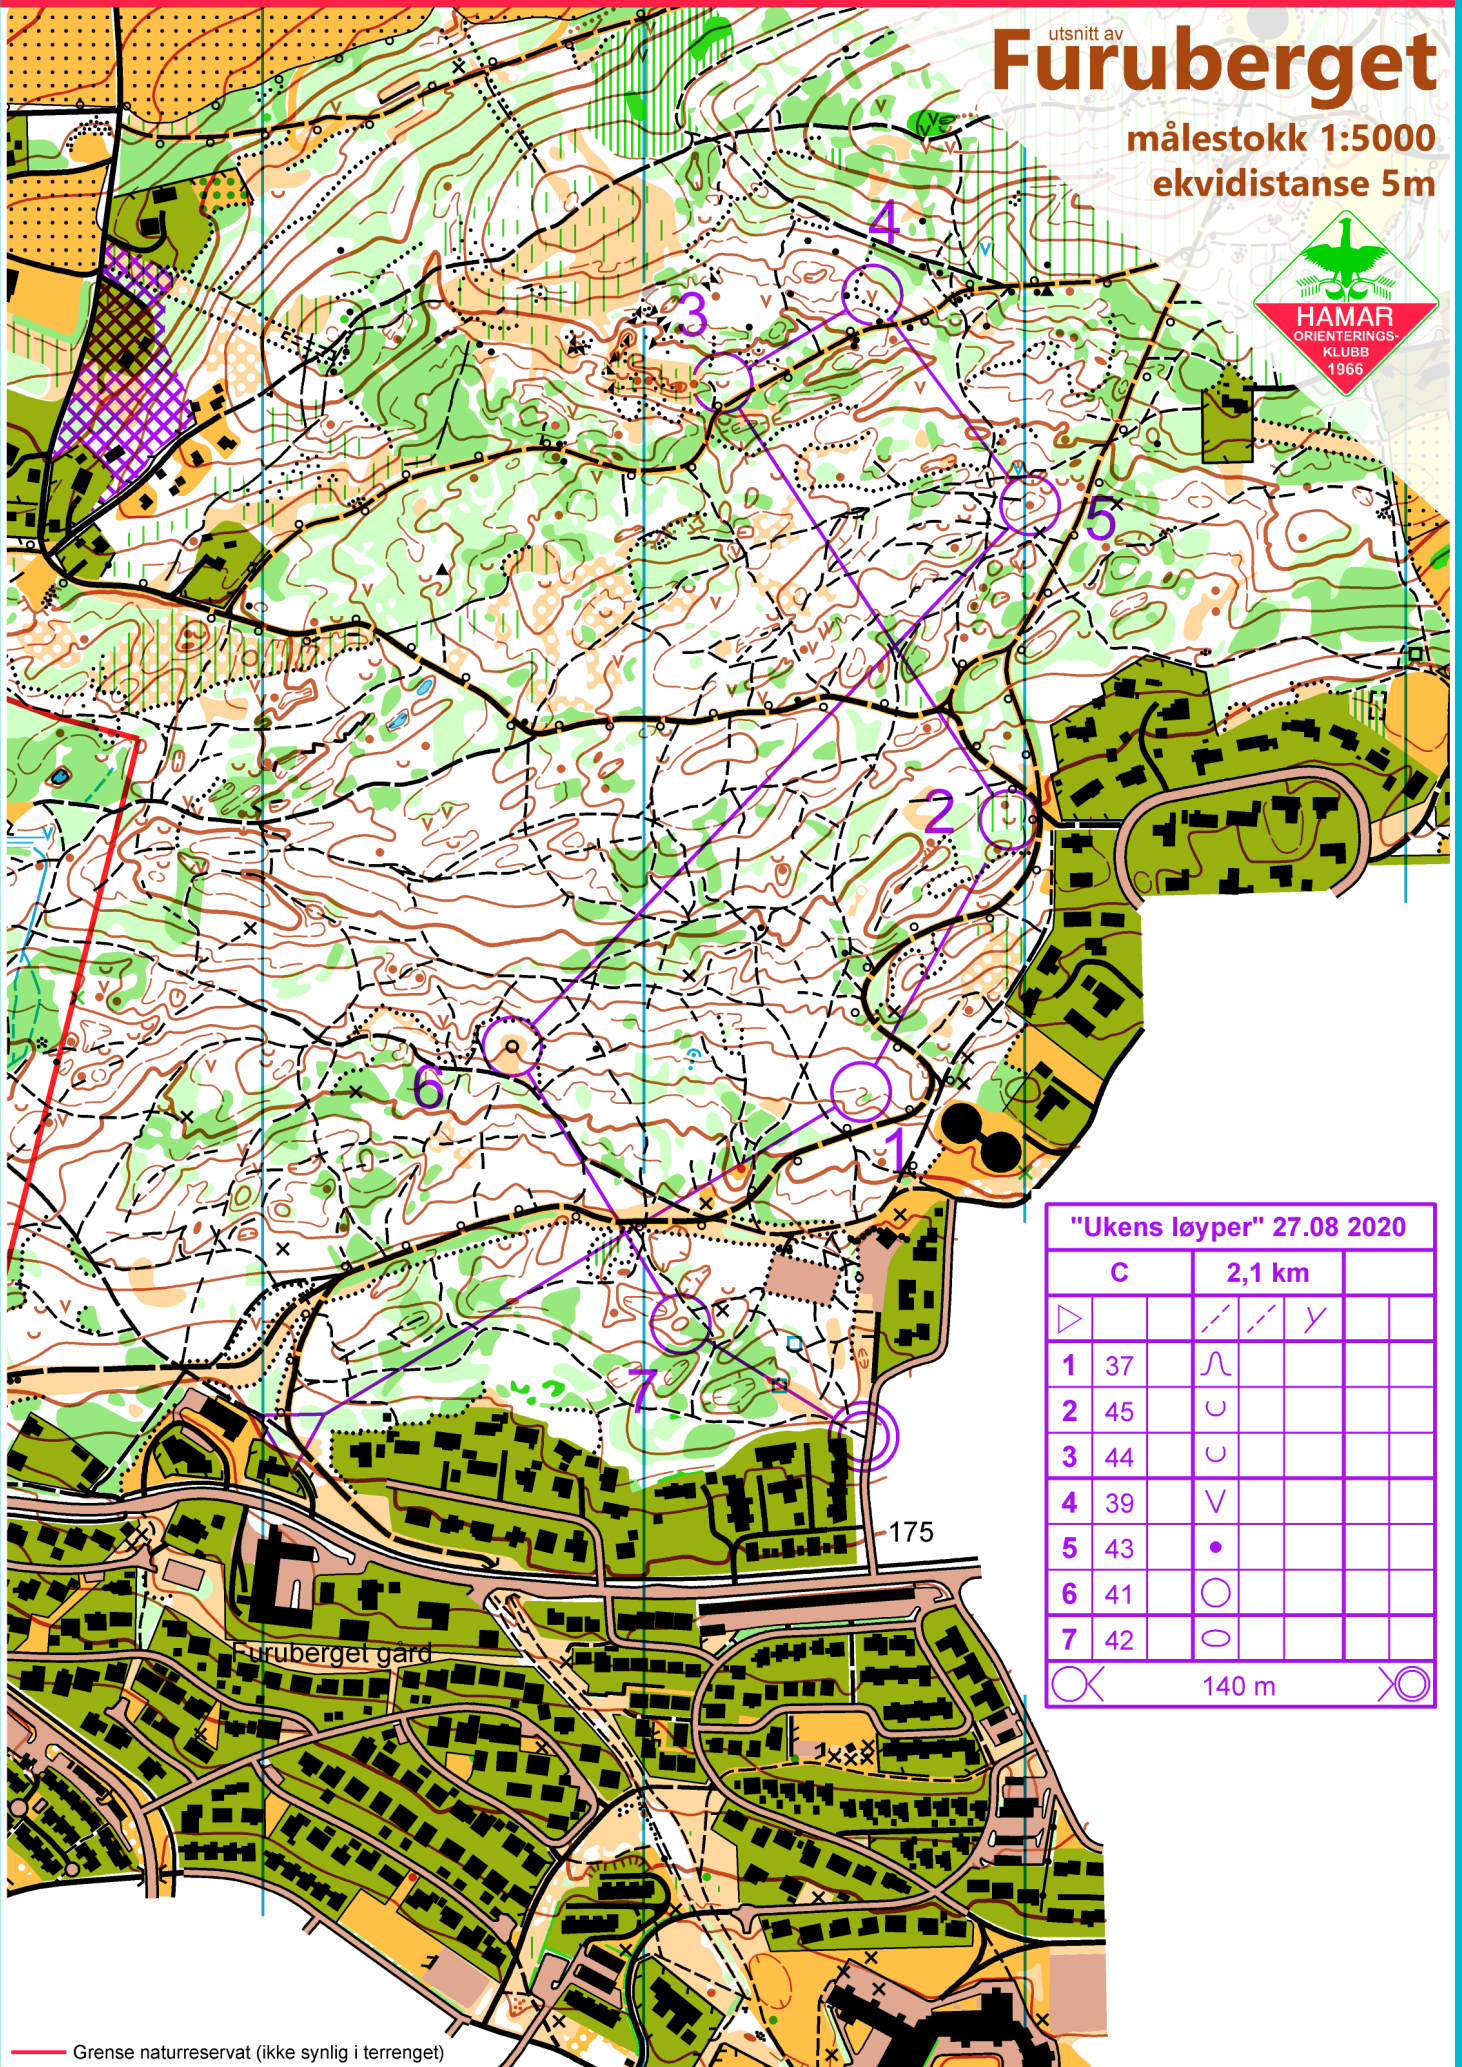 utsnitt av
Furuberget
målestokk 1:5000
ekvidistanse 5m
HAMAR
ORIENTERINGS-
KLUBB
1966
4
3
5
2
6
1
7
175
Furuberget gård
"Ukens løyper" 27.08 2020
C 2,1 km
1 37
2 45
3 44
4 39
5 43
6 41
7 42
140 m
Grense naturreservat (ikke synlig i terrenget)